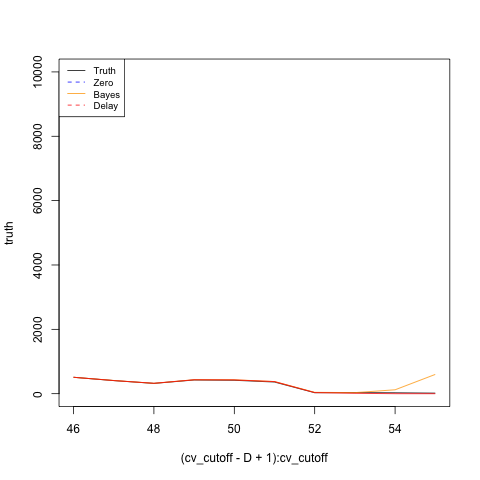 Truth
Zero
Bayes
Delay
truth
0
2000
4000
6000
8000
10000
46
48
50
52
54
(cv_cutoff - D + 1):cv_cutoff